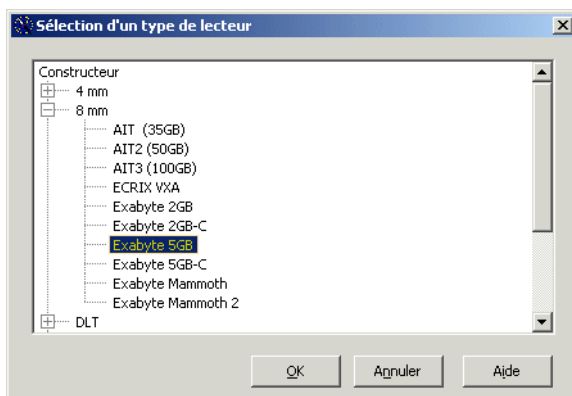 Sélection d'un type de lecteur
Constructeur
4 mm
8 mm
AIT (35GB)
AIT2 (50GB)
AIT3 (100GB)
ECRIX VXA
Exabyte 2GB
Exabyte 2GB-C
Exabyte 5GB
Exabyte 5GB-C
Exabyte Mammoth
Exabyte Mammoth 2
DLT
OK Annuler Aide